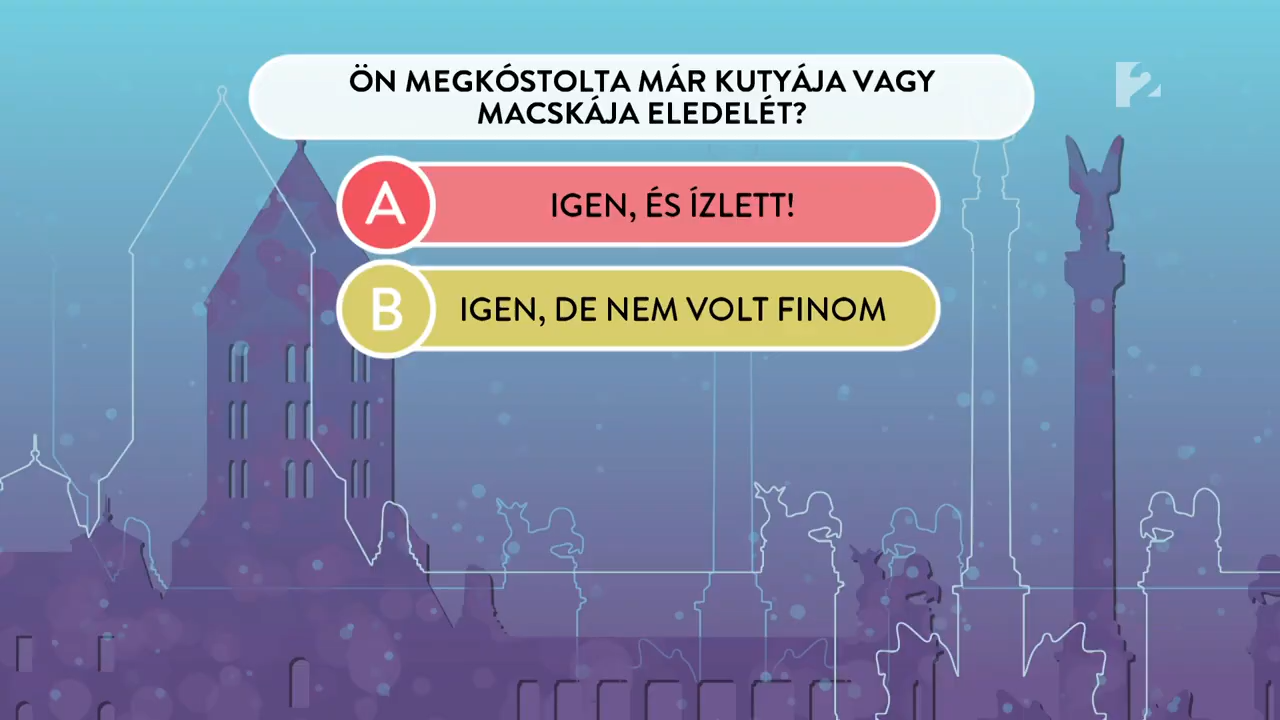 ÖN MEGKÓSTOLTA MÁR KUTYÁJA VAGY
MACSKÁJA ELEDELÉT?
2
A
IGEN, ÉS ÍZLETT!
B
IGEN, DE NEM VOLT FINOM